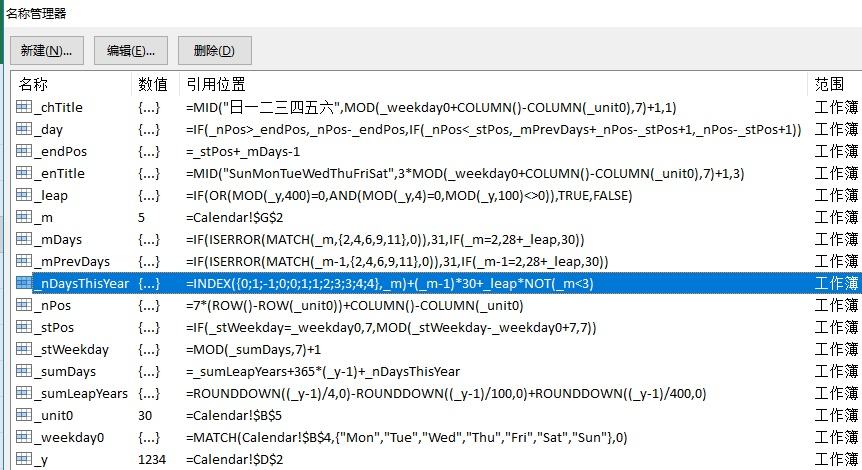 名称管理器
新建(N)... 编辑(E)... 删除(D)
名称 数值 引用位置 范围
_chTitle {...} =MID("日一二三四五六",MOD(_weekday0+COLUMN()-COLUMN(_unit0),7)+1,1) 工作簿
_day {...} =IF(_nPos>_endPos,_nPos-_endPos,IF(_nPos<_stPos,_mPrevDays+_nPos-_stPos+1,_nPos-_stPos+1)) 工作簿
_endPos {...} =_stPos+_mDays-1 工作簿
_enTitle {...} =MID("SunMonTueWedThuFriSat",3*MOD(_weekday0+COLUMN()-COLUMN(_unit0),7)+1,3) 工作簿
_leap {...} =IF(OR(MOD(_y,400)=0,AND(MOD(_y,4)=0,MOD(_y,100)<>0)),TRUE,FALSE) 工作簿
_m 5 =Calendar!$G$2 工作簿
_mDays {...} =IF(ISERROR(MATCH(_m,{2,4,6,9,11},0)),31,IF(_m=2,28+_leap,30)) 工作簿
_mPrevDays {...} =IF(ISERROR(MATCH(_m-1,{2,4,6,9,11},0)),31,IF(_m-1=2,28+_leap,30)) 工作簿
_nDaysThisYear {...} =INDEX({0;1;-1;0;0;1;1;2;3;3;4;4},_m)+(_m-1)*30+_leap*NOT(_m<3) 工作簿
_nPos {...} =7*(ROW()-ROW(_unit0))+COLUMN()-COLUMN(_unit0) 工作簿
_stPos {...} =IF(_stWeekday=_weekday0,7,MOD(_stWeekday-_weekday0+7,7)) 工作簿
_stWeekday {...} =MOD(_sumDays,7)+1 工作簿
_sumDays {...} =_sumLeapYears+365*(_y-1)+_nDaysThisYear 工作簿
_sumLeapYears {...} =ROUNDDOWN((_y-1)/4,0)-ROUNDDOWN((_y-1)/100,0)+ROUNDDOWN((_y-1)/400,0) 工作簿
_unit0 30 =Calendar!$B$5 工作簿
_weekday0 {...} =MATCH(Calendar!$B$4,{"Mon","Tue","Wed","Thu","Fri","Sat","Sun"},0) 工作簿
_y 1234 =Calendar!$D$2 工作簿